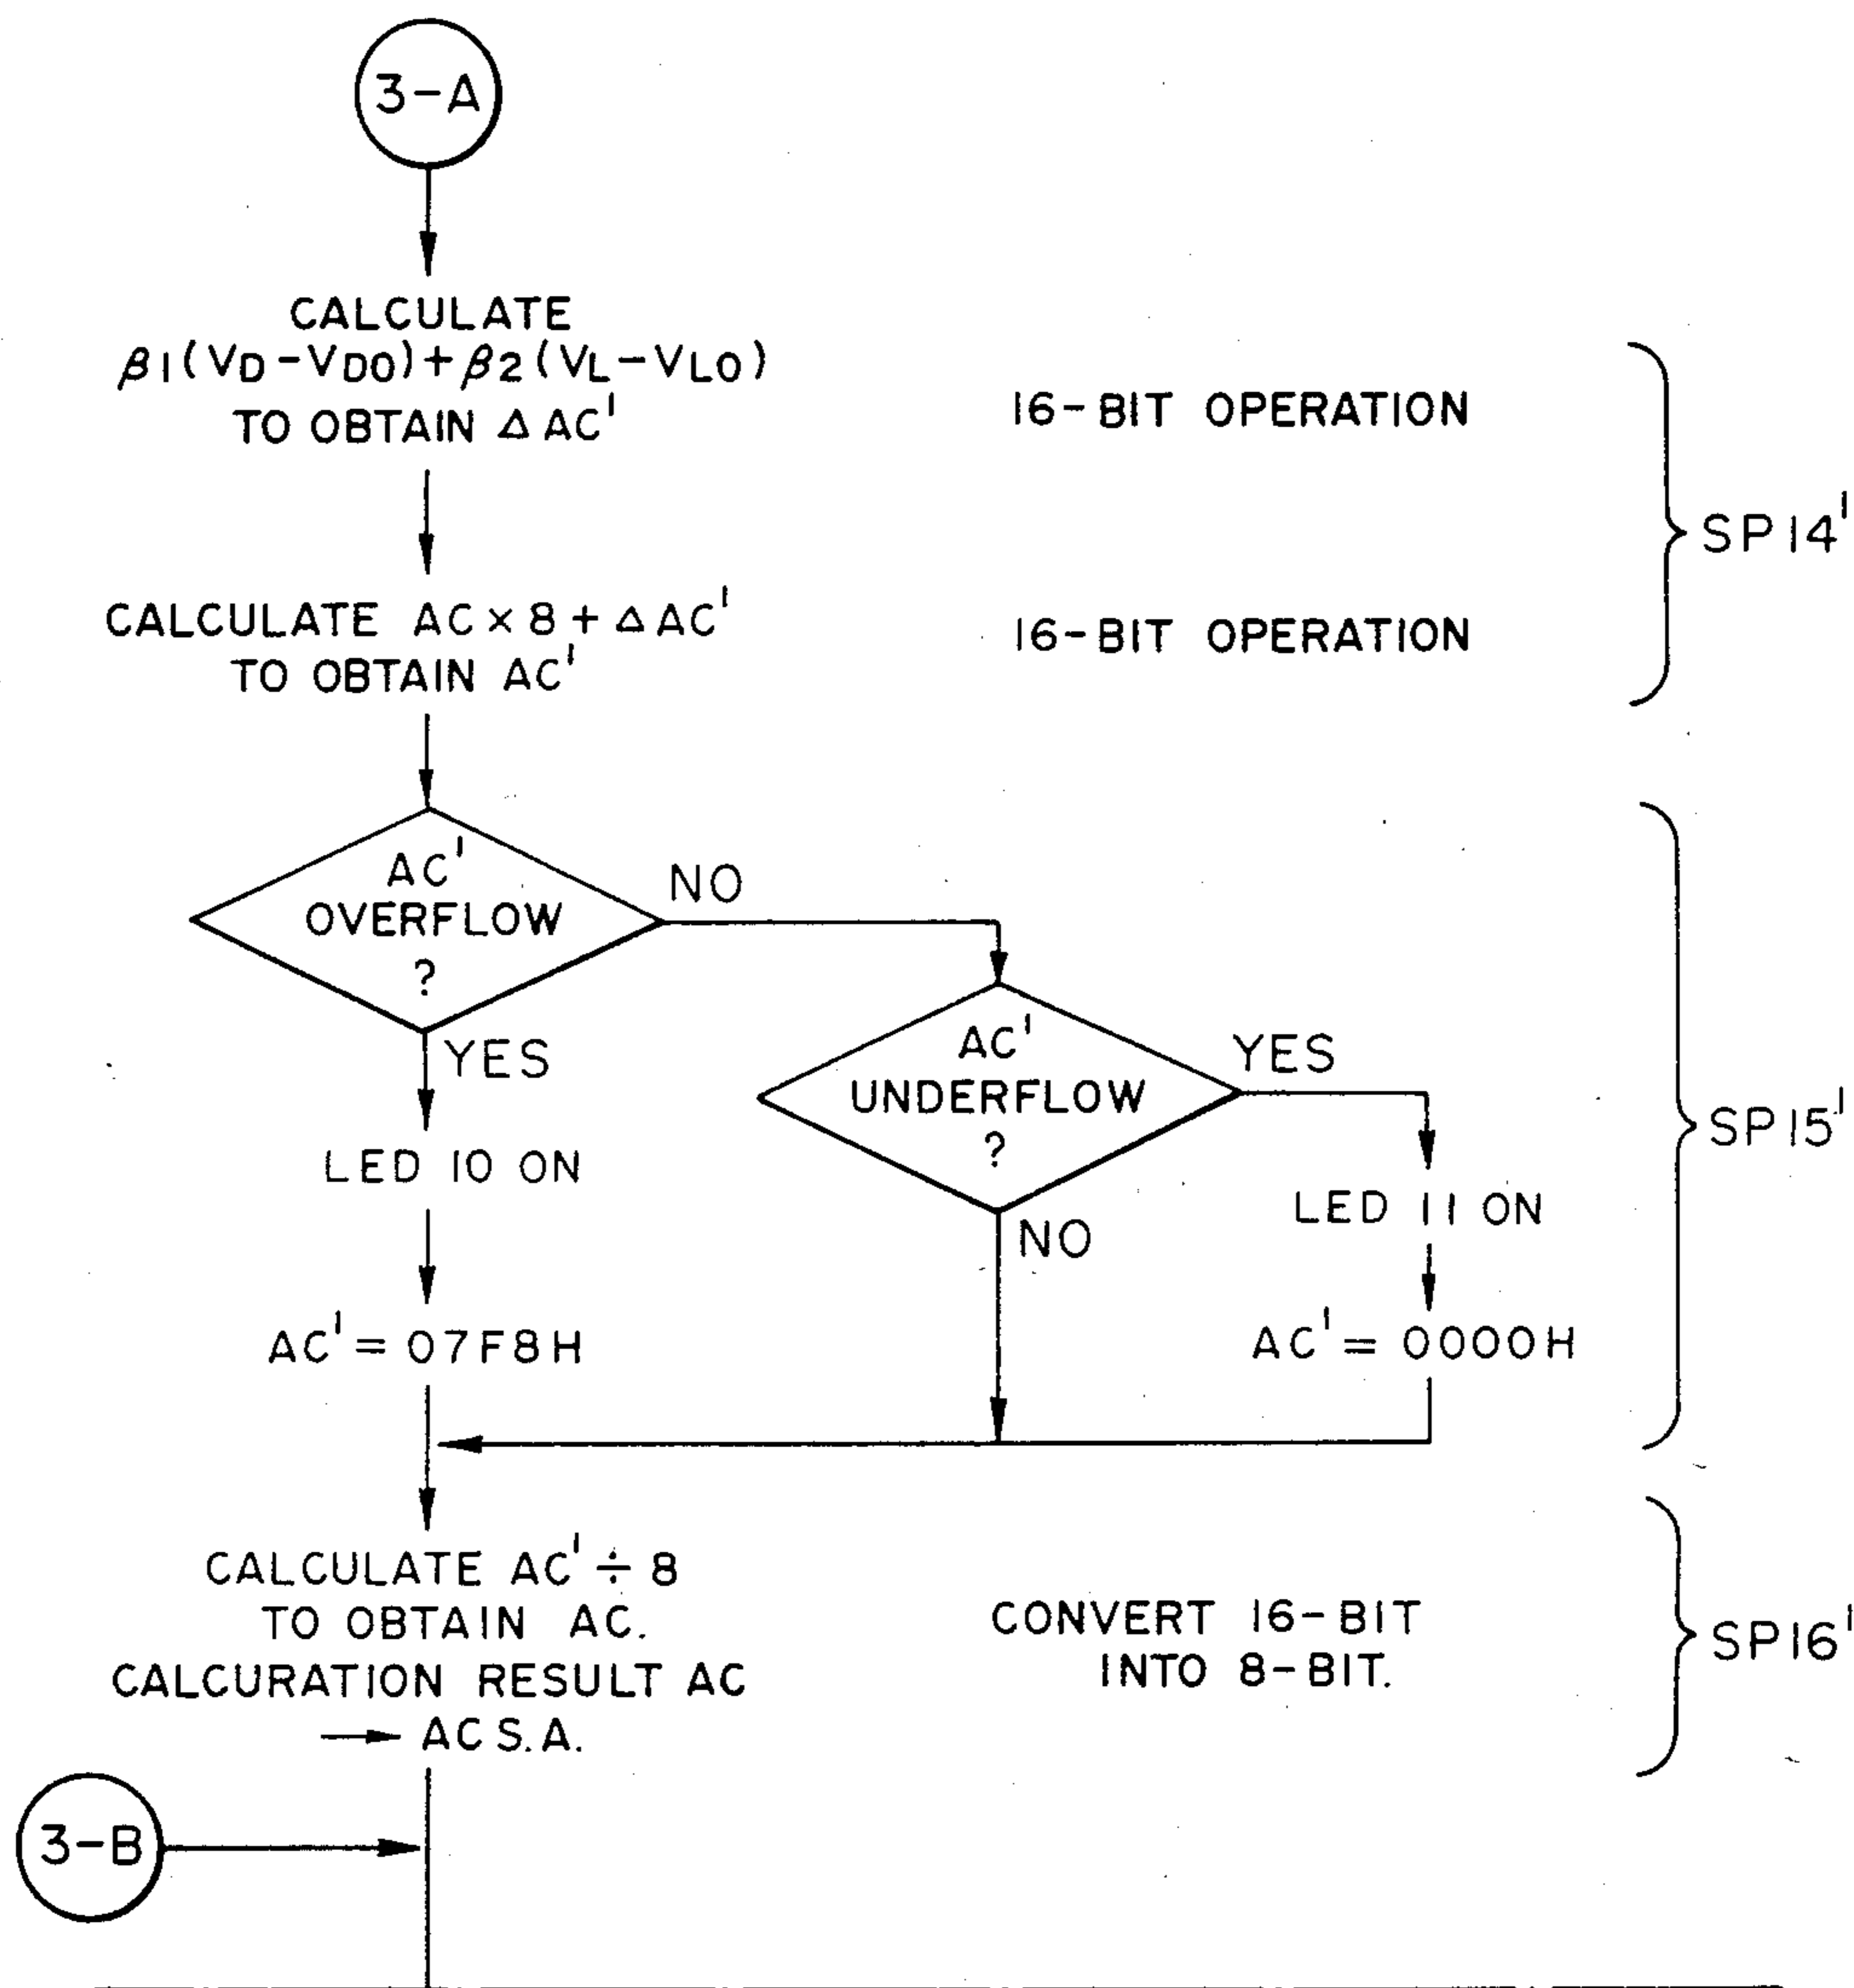 3-A
CALCULATE
β1(VD-VDO)+β2(VL-VLO)
TO OBTAIN Δ AC'
16-BIT OPERATION
SP14'
CALCULATE AC×8+ΔAC'
TO OBTAIN AC'
16-BIT OPERATION
AC'
OVERFLOW
?
NO
YES
AC'
UNDERFLOW
?
YES
NO
SP15'
LED 10 ON
LED 11 ON
AC'=07F8H
AC'=0000H
CALCULATE AC'÷8
TO OBTAIN AC.
CALCURATION RESULT AC
→ AC S.A.
CONVERT 16-BIT
INTO 8-BIT.
SP16'
3-B